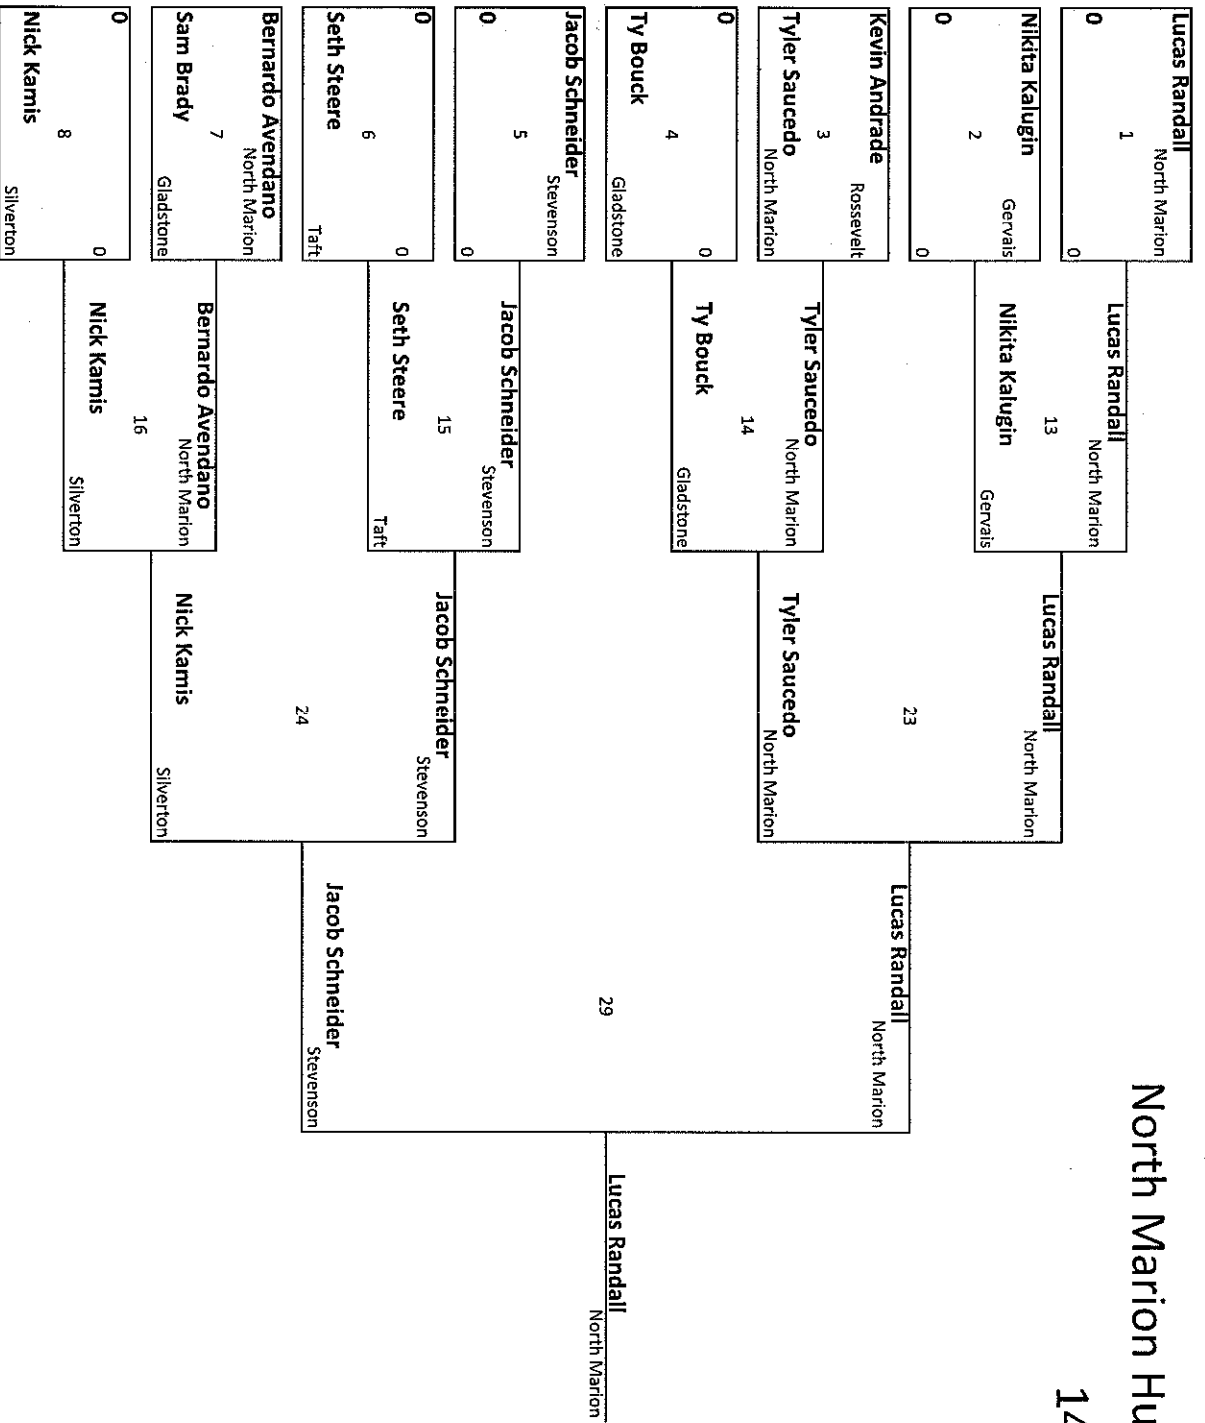 North Marion Hu
14
Lucas Randall
North Marion
1
0
0
Nikita Kalugin
Gervais
2
0
0
Kevin Andrade
Rossevelt
3
Tyler Saucedo
North Marion
0
0
4
Ty Bouck
Gladstone
Jacob Schneider
Stevenson
5
0
0
0
0
6
Seth Steere
Taft
Bernardo Avendano
North Marion
7
Sam Brady
Gladstone
0
0
8
Nick Kamis
Silverton
Lucas Randall
North Marion
13
Nikita Kalugin
Gervais
Tyler Saucedo
North Marion
14
Ty Bouck
Gladstone
Jacob Schneider
Stevenson
15
Seth Steere
Taft
Bernardo Avendano
North Marion
16
Nick Kamis
Silverton
Lucas Randall
North Marion
23
Tyler Saucedo
North Marion
Jacob Schneider
Stevenson
24
Nick Kamis
Silverton
Lucas Randall
North Marion
29
Jacob Schneider
Stevenson
Lucas Randall
North Marion